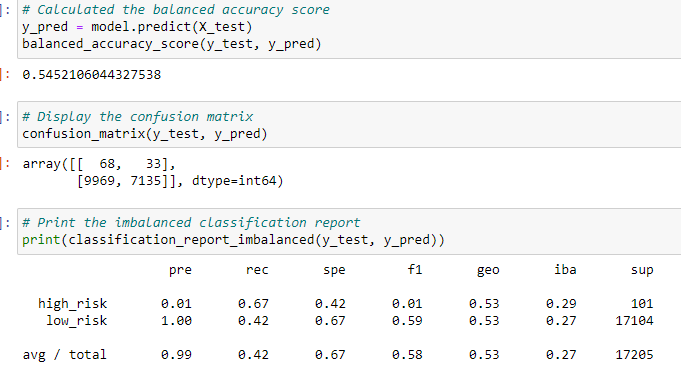 ]: # Calculated the balanced accuracy score
y_pred = model.predict(X_test)
balanced_accuracy_score(y_test, y_pred)
]: 0.5452106044327538
]: # Display the confusion matrix
confusion_matrix(y_test, y_pred)
]: array([[  68,   33],
       [9969, 7135]], dtype=int64)
]: # Print the imbalanced classification report
print(classification_report_imbalanced(y_test, y_pred))
pre rec spe f1 geo iba sup
high_risk 0.01 0.67 0.42 0.01 0.53 0.29 101
low_risk 1.00 0.42 0.67 0.59 0.53 0.27 17104
avg / total 0.99 0.42 0.67 0.58 0.53 0.27 17205